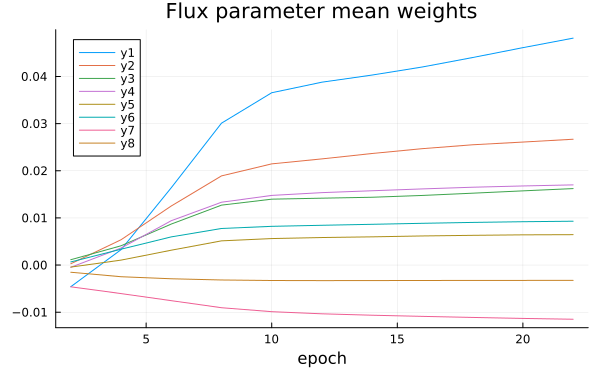 Flux parameter mean weights
y1
y2
y3
y4
y5
y6
y7
y8
0.04
0.03
0.02
0.01
0.00
−0.01
5 10 15 20
epoch